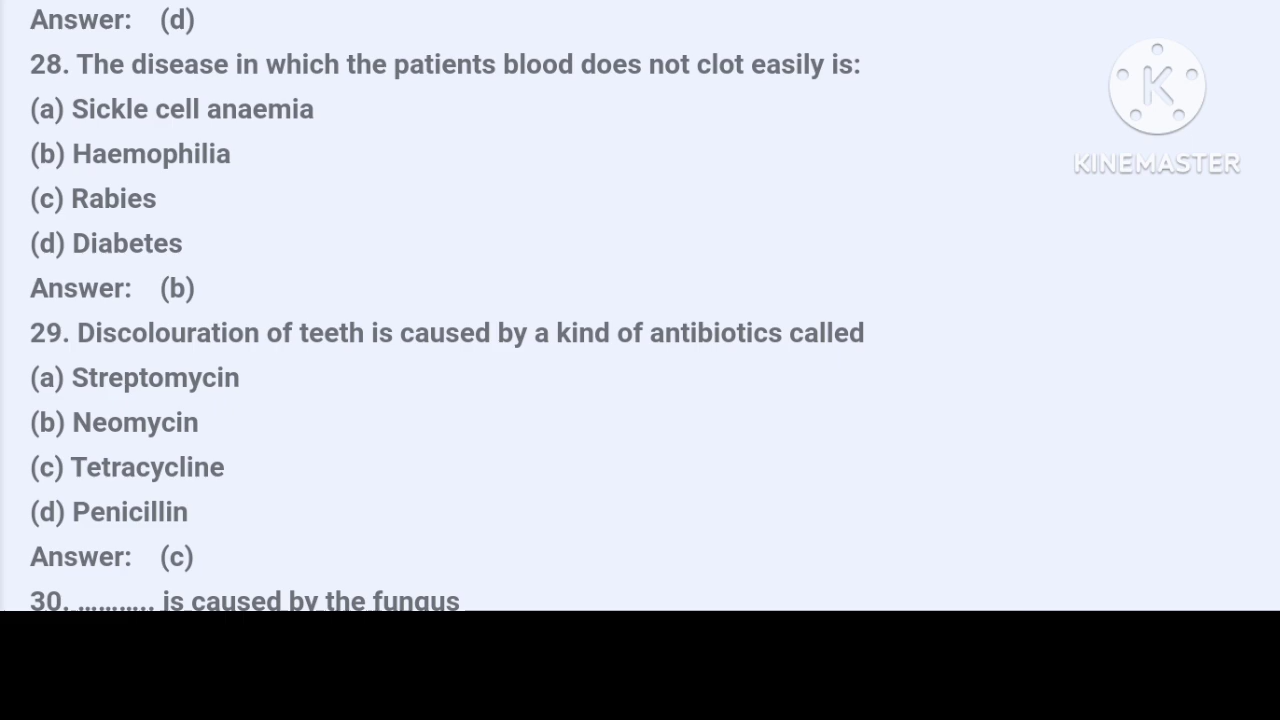 Answer: (d)
28. The disease in which the patients blood does not clot easily is:
(a) Sickle cell anaemia
(b) Haemophilia
(c) Rabies
(d) Diabetes
Answer: (b)
29. Discolouration of teeth is caused by a kind of antibiotics called
(a) Streptomycin
(b) Neomycin
(c) Tetracycline
(d) Penicillin
Answer: (c)
30. ……….. is caused by the fungus
K
KINEMASTER